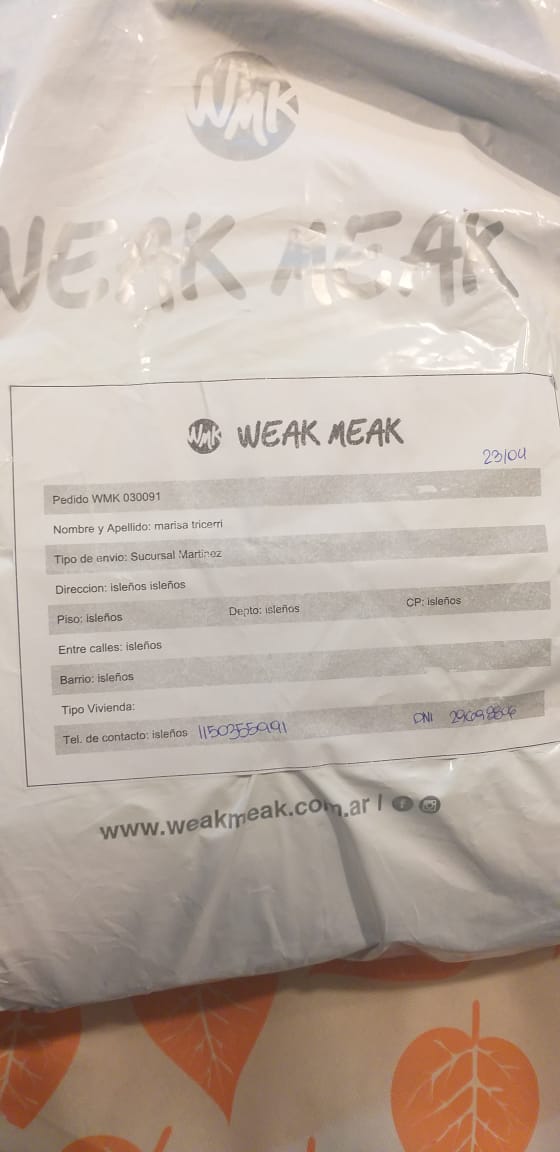 WMK
WEAK MEAK
WMK WEAK MEAK
23/04
Pedido WMK 030091
Nombre y Apellido: marisa tricerri
Tipo de envio: Sucursal Martinez
Direccion: isleños isleños
Piso: isleños Depto: isleños CP: isleños
Entre calles: isleños
Barrio: isleños
Tipo Vivienda:
Tel. de contacto: isleños 1150355991 DNI
www.weakmeak.com.ar |